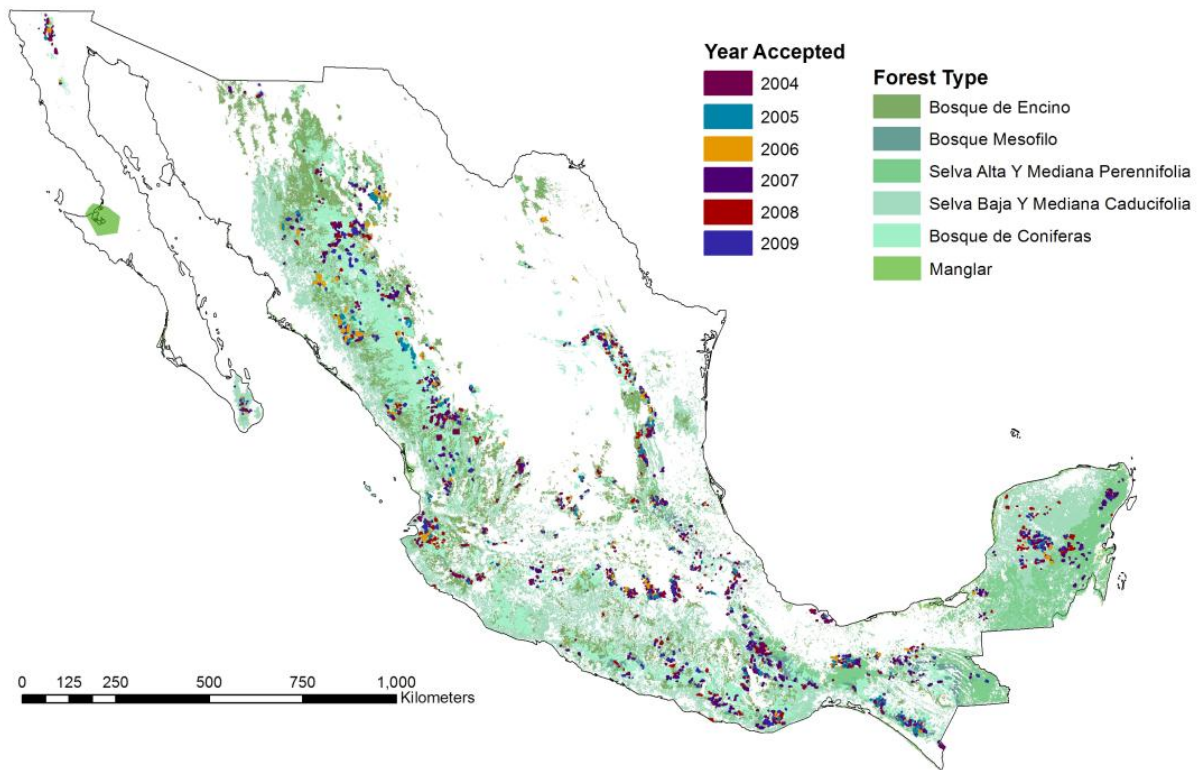 Year Accepted
2004
2005
2006
2007
2008
2009
Forest Type
Bosque de Encino
Bosque Mesofilo
Selva Alta Y Mediana Perennifolia
Selva Baja Y Mediana Caducifolia
Bosque de Coniferas
Manglar
0 125 250 500 750 1,000
Kilometers